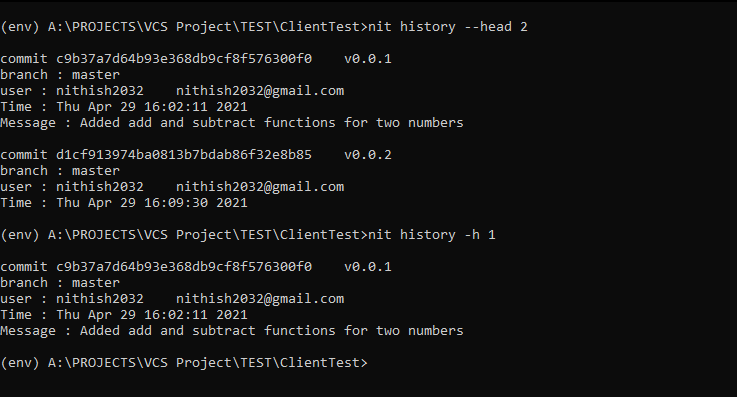 (env) A:\PROJECTS\VCS Project\TEST\ClientTest>nit history --head 2
commit c9b37a7d64b93e368db9cf8f576300f0    v0.0.1
branch : master
user : nithish2032    nithish2032@gmail.com
Time : Thu Apr 29 16:02:11 2021
Message : Added add and subtract functions for two numbers
commit d1cf913974ba0813b7bdab86f32e8b85    v0.0.2
branch : master
user : nithish2032    nithish2032@gmail.com
Time : Thu Apr 29 16:09:30 2021
(env) A:\PROJECTS\VCS Project\TEST\ClientTest>nit history -h 1
commit c9b37a7d64b93e368db9cf8f576300f0    v0.0.1
branch : master
user : nithish2032    nithish2032@gmail.com
Time : Thu Apr 29 16:02:11 2021
Message : Added add and subtract functions for two numbers
(env) A:\PROJECTS\VCS Project\TEST\ClientTest>